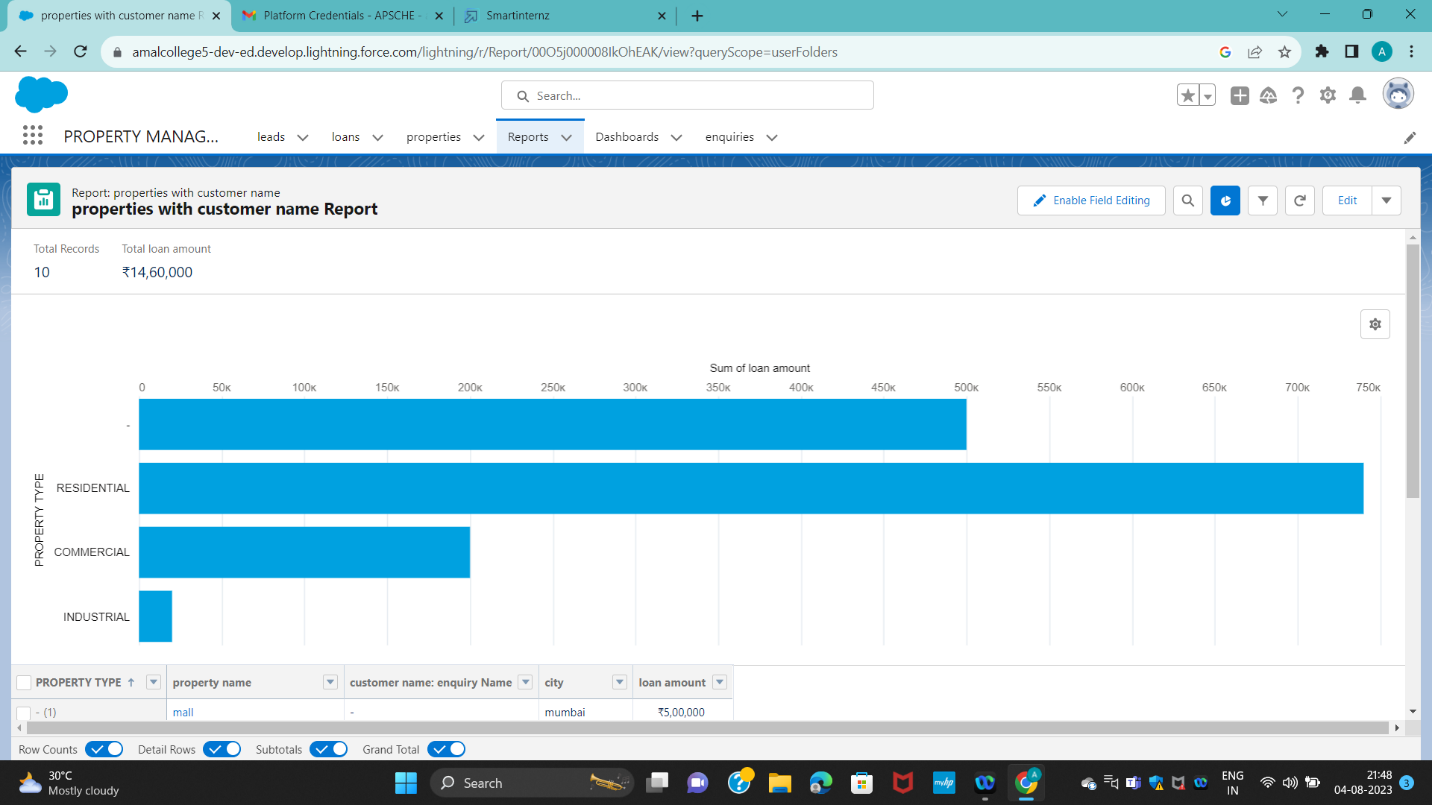 properties with customer name R
Platform Credentials - APSCHE -
Smartinternz
amalcollege5-dev-ed.develop.lightning.force.com/lightning/r/Report/00O5j000008IkOhEAK/view?queryScope=userFolders
A
Search...
PROPERTY MANAG...
leads
loans
properties
Reports
Dashboards
enquiries
Report: properties with customer name
properties with customer name Report
Enable Field Editing
Edit
Total Records
Total loan amount
10
₹14,60,000
Sum of loan amount
0 50K 100K 150K 200K 250K 300K 350K 400K 450K 500K 550K 600K 650K 700K 750K
PROPERTY TYPE
-
RESIDENTIAL
COMMERCIAL
INDUSTRIAL
PROPERTY TYPE ↑ property name customer name: enquiry Name city loan amount
- (1) mall - mumbai ₹5,00,000
Row Counts Detail Rows Subtotals Grand Total
30°C
Mostly cloudy
Search
ENG
IN
21:48
04-08-2023
3